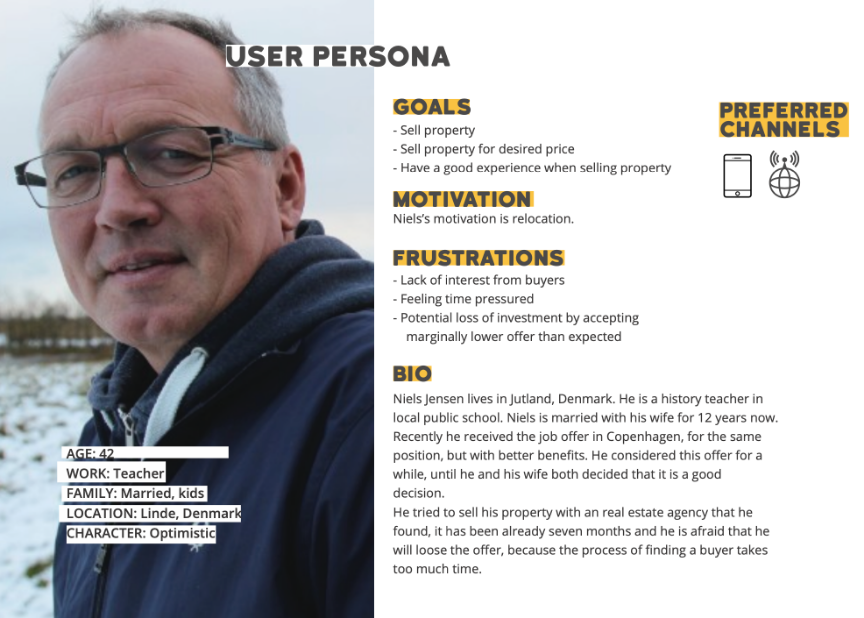 USER PERSONA
GOALS
- Sell property
- Sell property for desired price
- Have a good experience when selling property
MOTIVATION
Niels's motivation is relocation.
FRUSTRATIONS
- Lack of interest from buyers
- Feeling time pressured
- Potential loss of investment by accepting
marginally lower offer than expected
BIO
Niels Jensen lives in Jutland, Denmark. He is a history teacher in
local public school. Niels is married with his wife for 12 years now.
Recently he received the job offer in Copenhagen, for the same
position, but with better benefits. He considered this offer for a
while, until he and his wife both decided that it is a good
decision.
He tried to sell his property with an real estate agency that he
found, it has been already seven months and he is afraid that he
will loose the offer, because the process of finding a buyer takes
too much time.
PREFERRED
CHANNELS
AGE: 42
WORK: Teacher
FAMILY: Married, kids
LOCATION: Linde, Denmark
CHARACTER: Optimistic